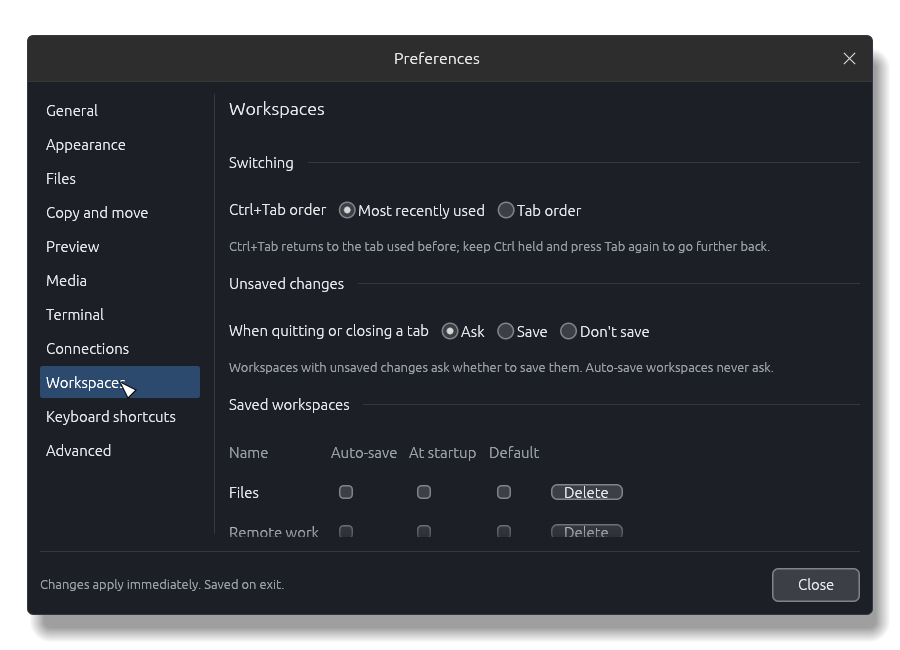 Preferences
General
Appearance
Files
Copy and move
Preview
Media
Terminal
Connections
Workspaces
Keyboard shortcuts
Advanced
Workspaces
Switching
Ctrl+Tab order Most recently used Tab order
Ctrl+Tab returns to the tab used before; keep Ctrl held and press Tab again to go further back.
Unsaved changes
When quitting or closing a tab Ask Save Don't save
Workspaces with unsaved changes ask whether to save them. Auto-save workspaces never ask.
Saved workspaces
Name Auto-save At startup Default
Files Delete
Remote work Delete
Changes apply immediately. Saved on exit.
Close